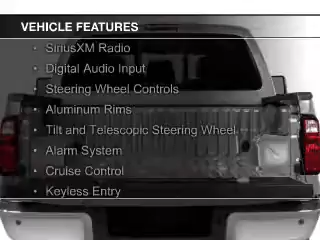 VEHICLE FEATURES
• SiriusXM Radio
• Digital Audio Input
• Steering Wheel Controls
• Aluminum Rims
• Tilt and Telescopic Steering Wheel
• Alarm System
• Cruise Control
• Keyless Entry